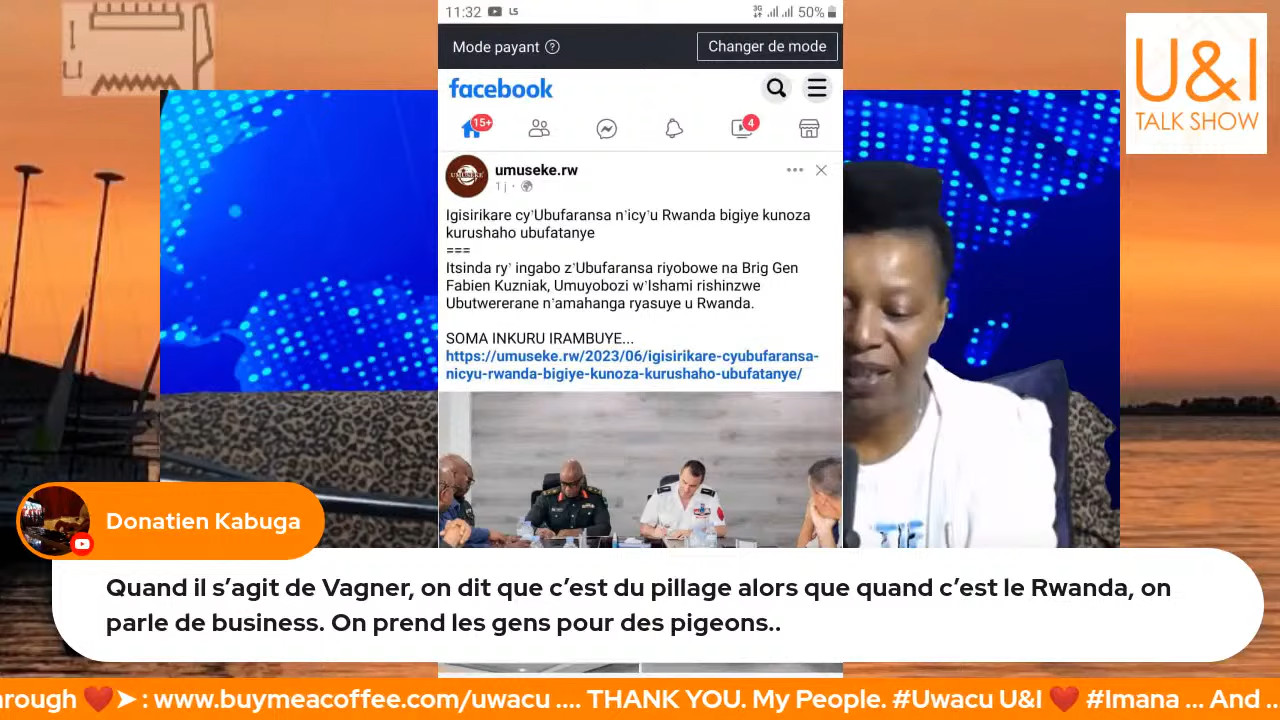 11:32
LS
3G
50%
Mode payant ?
Changer de mode
facebook
15+
4
U&I
TALK SHOW
UMUSEKE
umuseke.rw
1 j ·
Igisirikare cy'Ubufaransa n'icy'u Rwanda bigiye kunoza
kurushaho ubufatanye
===
Itsinda ry' ingabo z'Ubufaransa riyobowe na Brig Gen
Fabien Kuzniak, Umuyobozi w'Ishami rishinzwe
Ubutwererane n'amahanga ryasuye u Rwanda.
SOMA INKURU IRAMBUYE...
https://umuseke.rw/2023/06/igisirikare-cyubufaransa-
nicyu-rwanda-bigiye-kunoza-kurushaho-ubufatanye/
Donatien Kabuga
Quand il s’agit de Vagner, on dit que c’est du pillage alors que quand c’est le Rwanda, on
parle de business. On prend les gens pour des pigeons..
hrough ❤️➤ : www.buymeacoffee.com/uwacu .... THANK YOU. My People. #Uwacu U&I ❤️ #Imana ... And ..